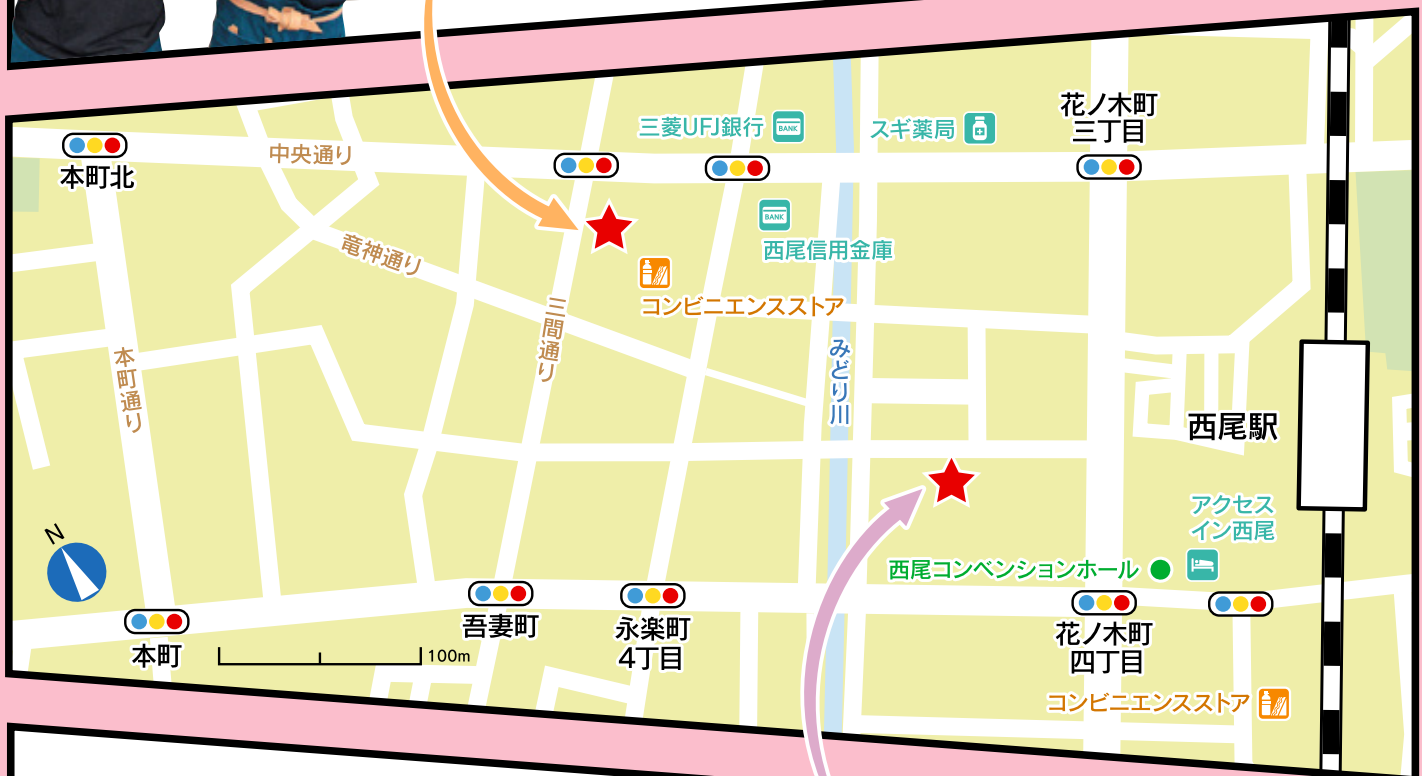 花ノ木町
三丁目
三菱UFJ銀行
BANK
スギ薬局
中央通り
本町北
BANK
西尾信用金庫
竜神通り
コンビニエンスストア
三間通り
みどり川
本町通り
西尾駅
アクセス
イン西尾
N
西尾コンベンションホール
吾妻町
永楽町
4丁目
花ノ木町
四丁目
本町
100m
コンビニエンスストア